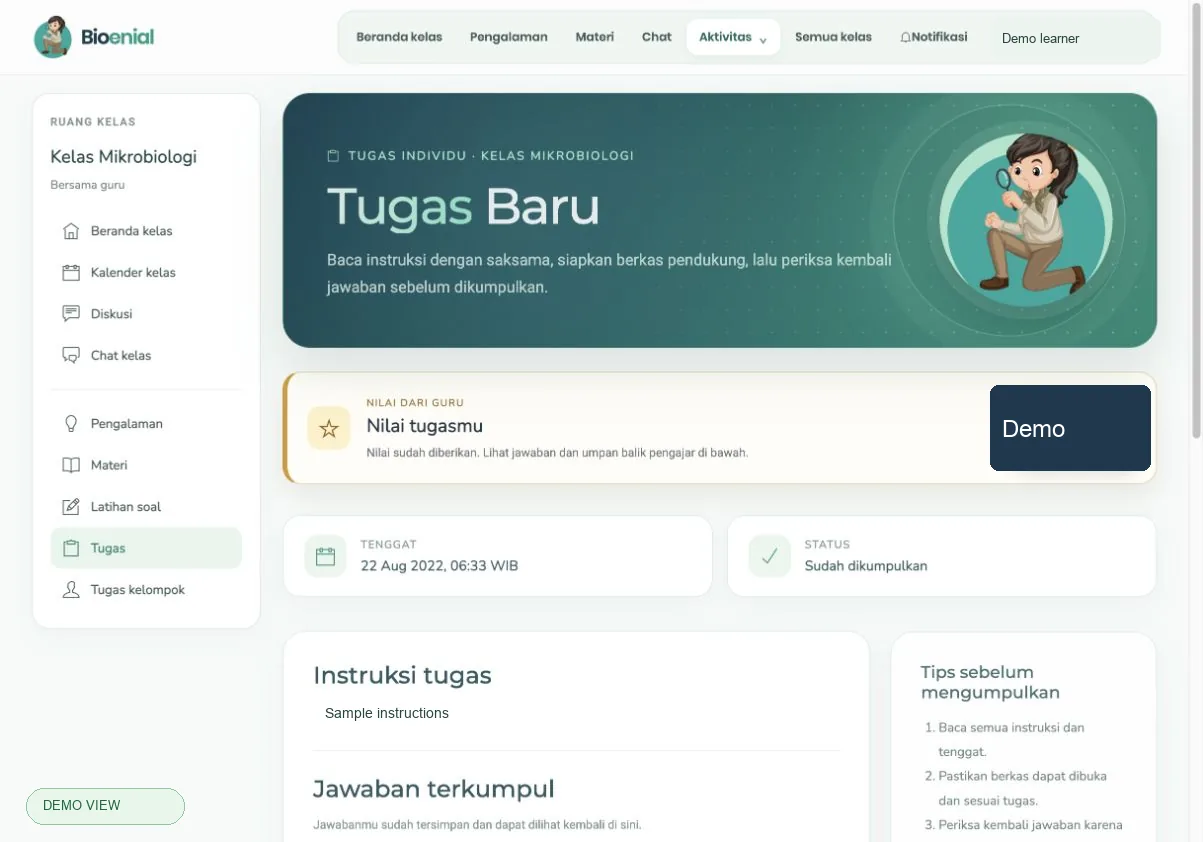 Bioenial
Beranda kelas
Pengalaman
Materi
Chat
Aktivitas
Semua kelas
Notifikasi
Demo learner
RUANG KELAS
Kelas Mikrobiologi
Bersama guru
Beranda kelas
Kalender kelas
Diskusi
Chat kelas
Pengalaman
Materi
Latihan soal
Tugas
Tugas kelompok
DEMO VIEW
TUGAS INDIVIDU · KELAS MIKROBIOLOGI
Tugas Baru
Baca instruksi dengan saksama, siapkan berkas pendukung, lalu periksa kembali
jawaban sebelum dikumpulkan.
NILAI DARI GURU
Nilai tugasmu
Nilai sudah diberikan. Lihat jawaban dan umpan balik pengajar di bawah.
Demo
TENGGAT
22 Aug 2022, 06:33 WIB
STATUS
Sudah dikumpulkan
Instruksi tugas
Sample instructions
Jawaban terkumpul
Jawabanmu sudah tersimpan dan dapat dilihat kembali di sini.
Tips sebelum
mengumpulkan
1. Baca semua instruksi dan
tenggat.
2. Pastikan berkas dapat dibuka
dan sesuai tugas.
3. Periksa kembali jawaban karena